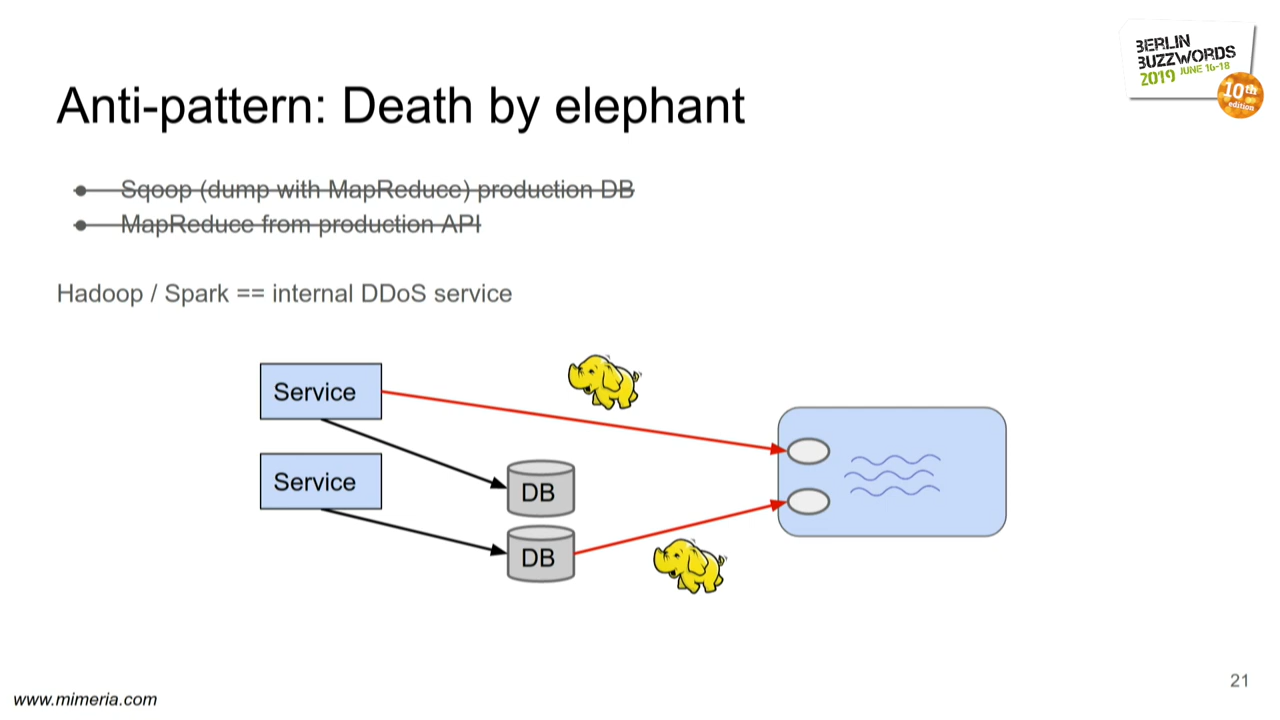 BERLIN
BUZZWORDS
2019 JUNE 16-18
10th
edition
Anti-pattern: Death by elephant
Sqoop (dump with MapReduce) production DB
MapReduce from production API
Hadoop / Spark == internal DDoS service
Service
Service
DB
DB
21
www.mimeria.com